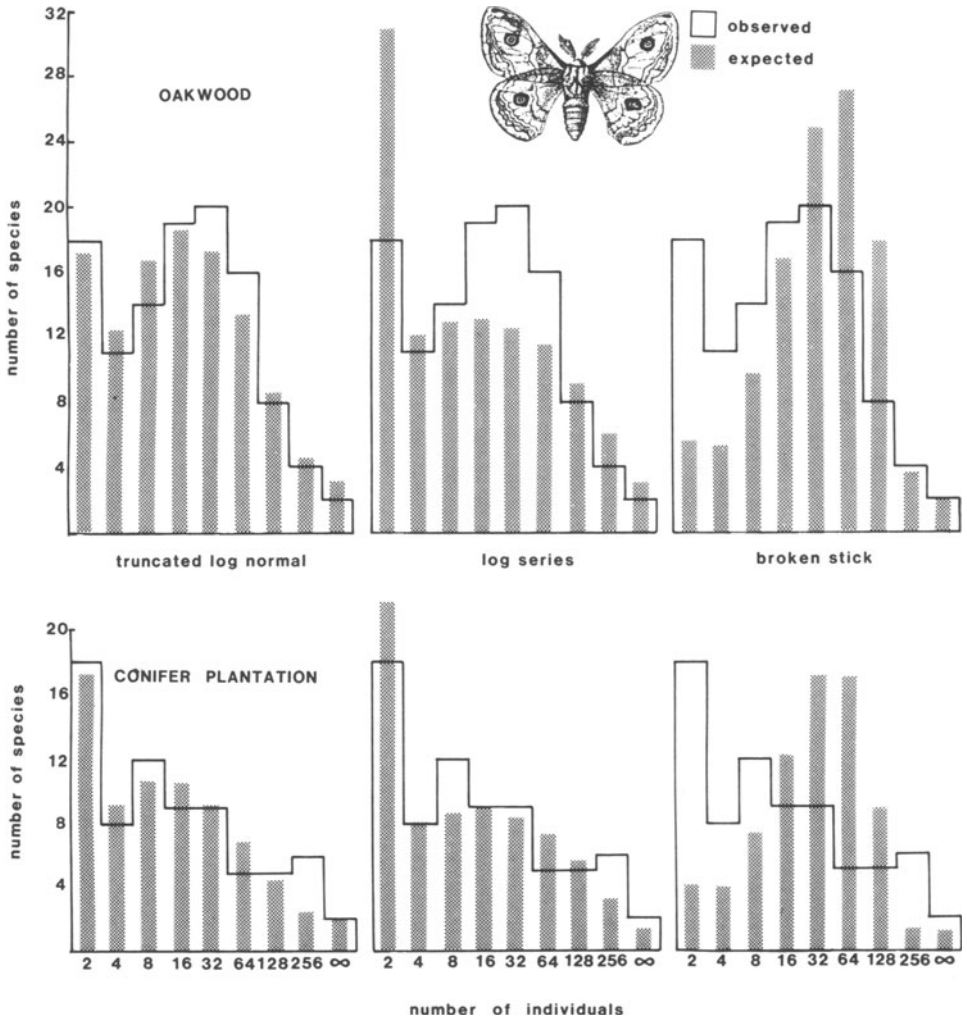 32
28
24
20
16
12
8
4
number of species
OAKWOOD
observed
expected
truncated log normal
log series
broken stick
20
16
12
8
4
number of species
CONIFER PLANTATION
2 4 8 16 32 64 128 256 ∞
2 4 8 16 32 64 128 256 ∞
2 4 8 16 32 64 128 256 ∞
number of individuals